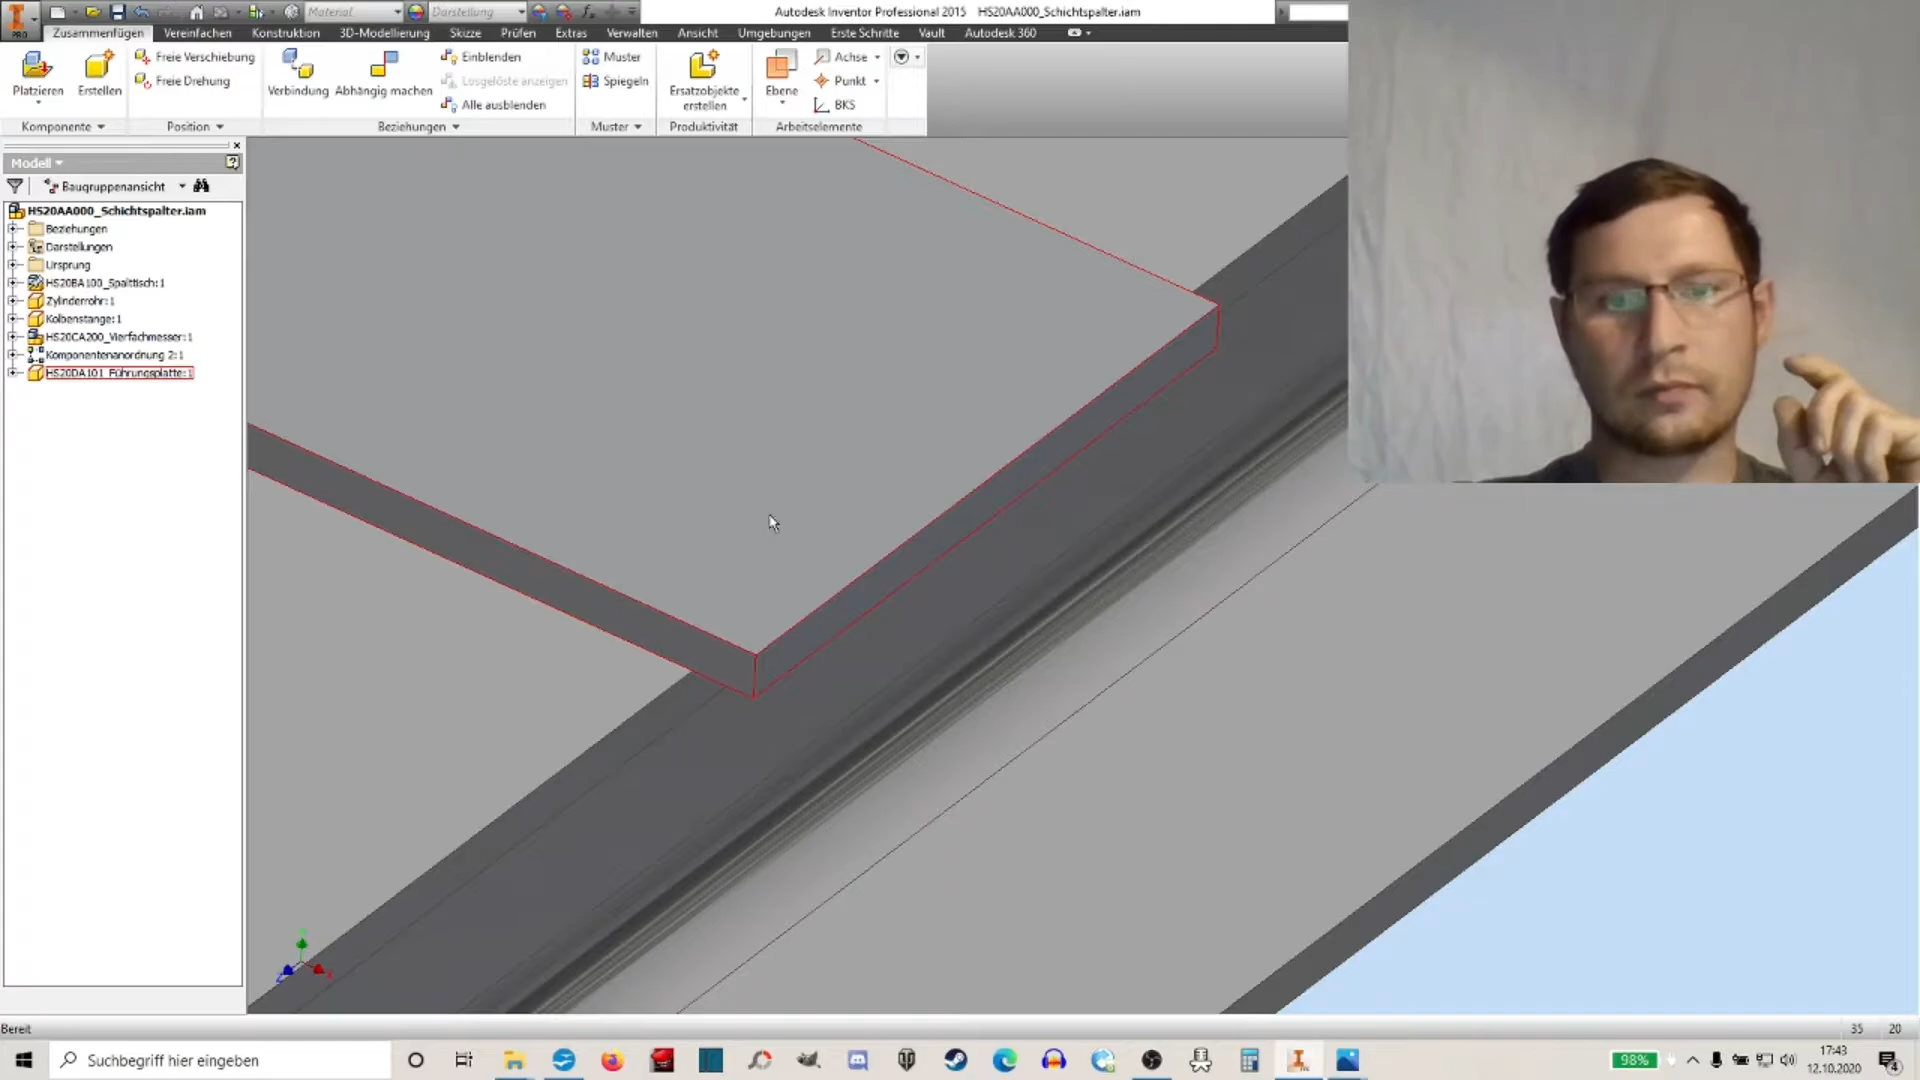 Material
Darstellung
Autodesk Inventor Professional 2015 HS20AA000_Schichtspalter.iam
PRO
Zusammenfügen Vereinfachen Konstruktion 3D-Modellierung Skizze Prüfen Extras Verwalten Ansicht Umgebungen Erste Schritte Vault Autodesk 360
Platzieren
Erstellen
Freie Verschiebung
Freie Drehung
Verbindung
Abhängig machen
Einblenden
Losgelöste anzeigen
Alle ausblenden
Muster
Spiegeln
Ersatzobjekte
erstellen
Ebene
Achse
Punkt
BKS
Komponente Position Beziehungen Muster Produktivität Arbeitselemente
Modell
Baugruppenansicht
HS20AA000_Schichtspalter.iam
Beziehungen
Darstellungen
Ursprung
HS20BA100_Spalttisch:1
Zylinderrohr:1
Kolbenstange:1
HS20CA200_Vierfachmesser:1
Komponentenanordnung 2:1
HS20DA101_Führungsplatte:1
Bereit
35 20
Suchbegriff hier eingeben
98%
17:43
12.10.2020
4